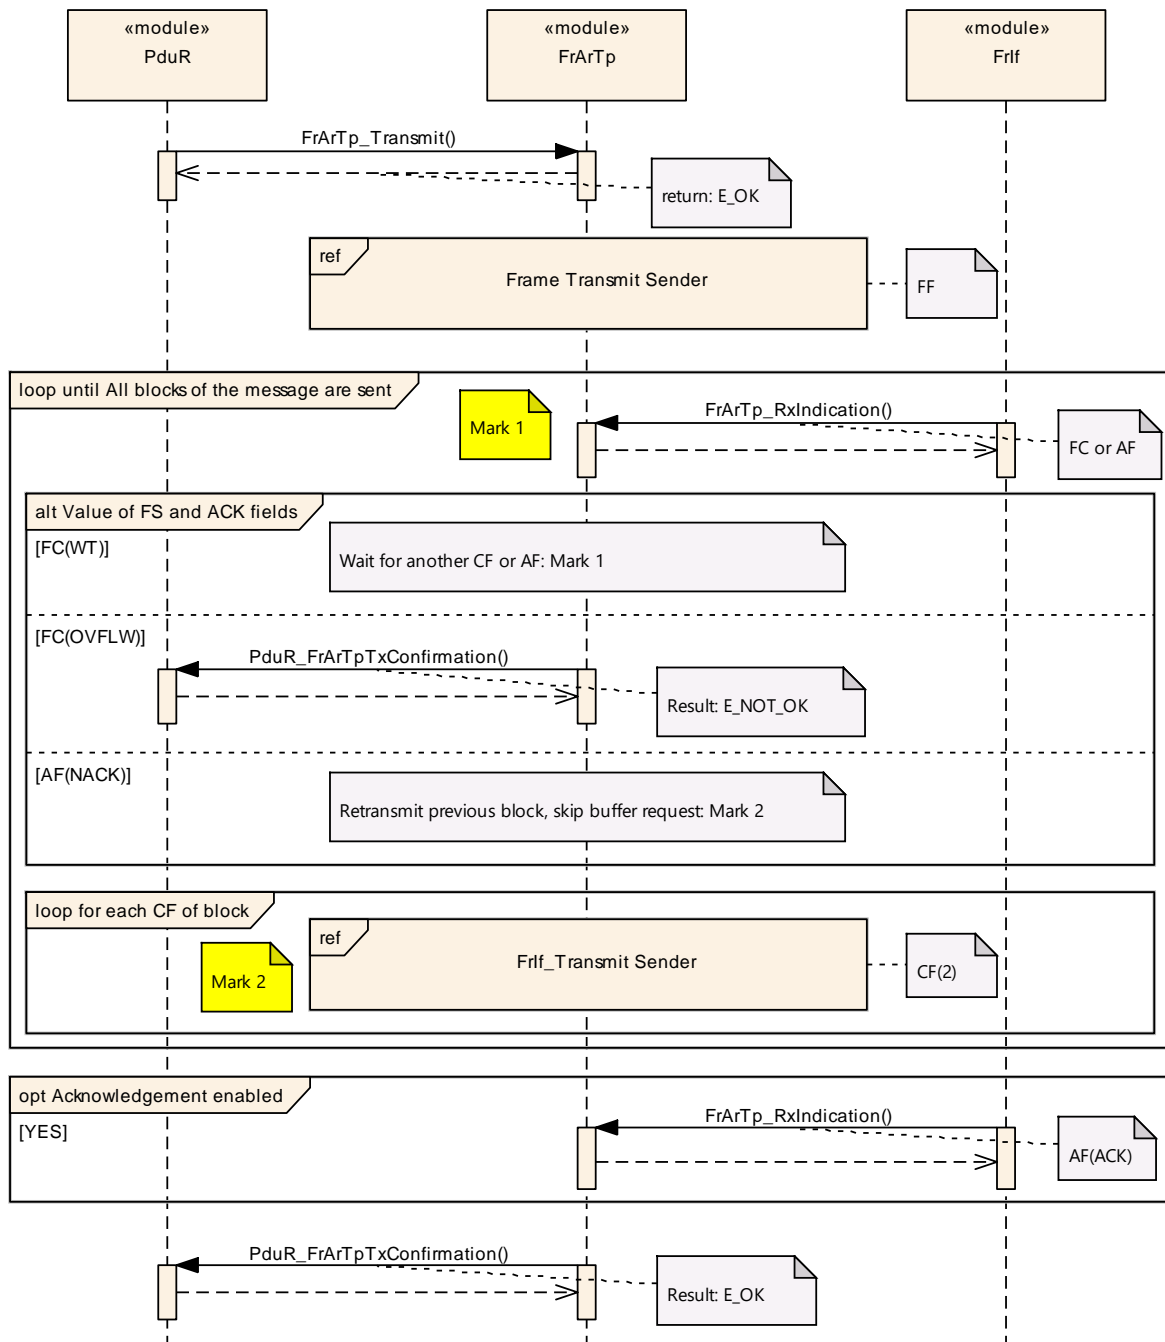 «module»
PduR
«module»
FrArTp
«module»
FrIf
FrArTp_Transmit()
return: E_OK
ref
Frame Transmit Sender
FF
loop until All blocks of the message are sent
Mark 1
FrArTp_RxIndication()
FC or AF
alt Value of FS and ACK fields
[FC(WT)]
Wait for another CF or AF: Mark 1
[FC(OVFLW)]
PduR_FrArTpTxConfirmation()
Result: E_NOT_OK
[AF(NACK)]
Retransmit previous block, skip buffer request: Mark 2
loop for each CF of block
ref
Mark 2
FrIf_Transmit Sender
CF(2)
opt Acknowledgement enabled
[YES]
FrArTp_RxIndication()
AF(ACK)
PduR_FrArTpTxConfirmation()
Result: E_OK